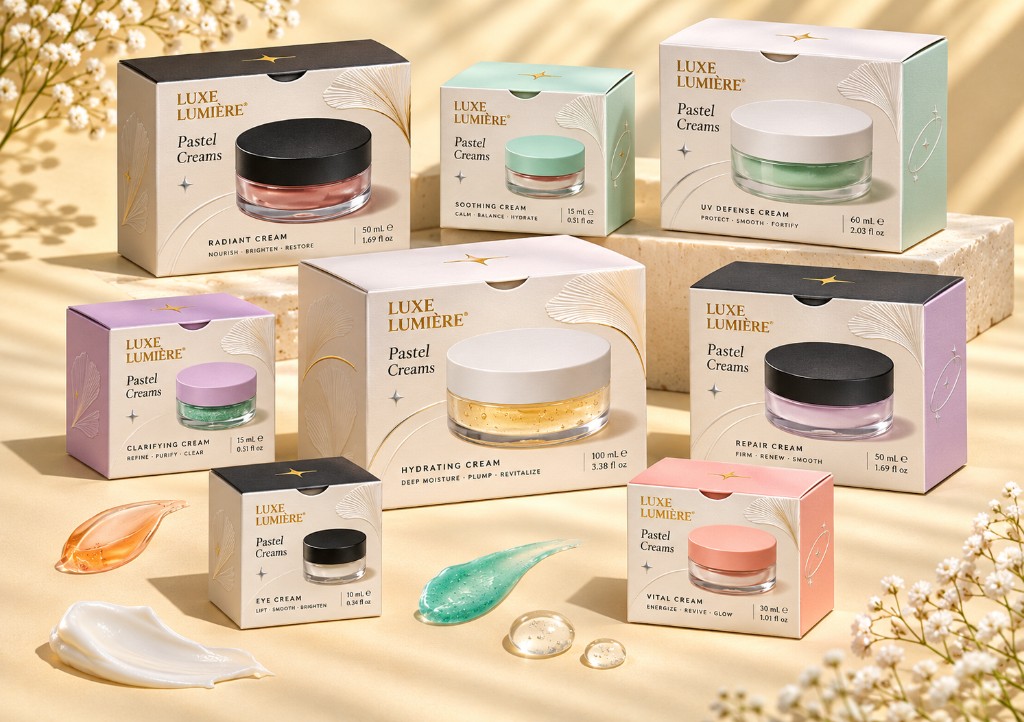 LUXE
LUMIÈRE®
Pastel
Creams
RADIANT CREAM
NOURISH · BRIGHTEN · RESTORE
50 mL ℮
1.69 fl oz
LUXE
LUMIÈRE®
Pastel
Creams
SOOTHING CREAM
CALM · BALANCE · HYDRATE
15 mL ℮
0.51 fl oz
LUXE
LUMIÈRE®
Pastel
Creams
UV DEFENSE CREAM
PROTECT · SMOOTH · FORTIFY
60 mL ℮
2.03 fl oz
LUXE
LUMIÈRE®
Pastel
Creams
CLARIFYING CREAM
REFINE · PURIFY · CLEAR
15 mL ℮
0.51 fl oz
LUXE
LUMIÈRE®
Pastel
Creams
HYDRATING CREAM
DEEP MOISTURE · PLUMP · REVITALIZE
100 mL ℮
3.38 fl oz
LUXE
LUMIÈRE®
Pastel
Creams
REPAIR CREAM
FIRM · RENEW · SMOOTH
50 mL ℮
1.69 fl oz
LUXE
LUMIÈRE®
Pastel
Creams
EYE CREAM
LIFT · SMOOTH · BRIGHTEN
10 mL ℮
0.34 fl oz
LUXE
LUMIÈRE®
Pastel
Creams
VITAL CREAM
ENERGIZE · REVIVE · GLOW
30 mL ℮
1.01 fl oz